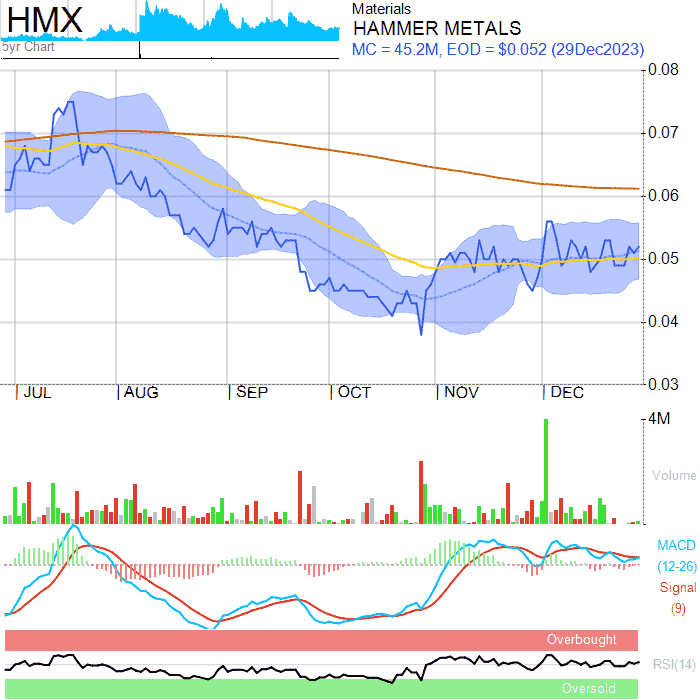 HMX
5yr Chart
Materials
HAMMER METALS
MC = 45.2M, EOD = $0.052 (29Dec2023)
0.08
0.07
0.06
0.05
0.04
0.03
JUL AUG SEP OCT NOV DEC
4M
Volume
MACD
(12-26)
Signal
(9)
Overbought
RSI(14)
Oversold